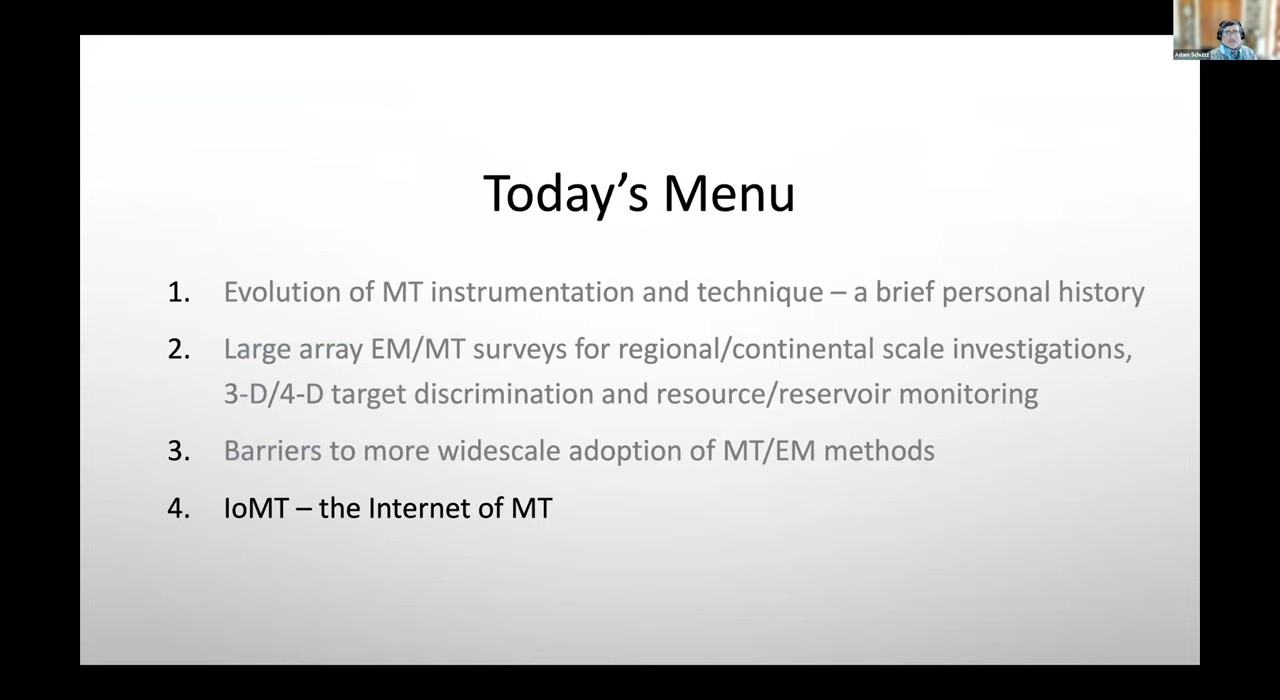 Adam Schultz
Today’s Menu
1. Evolution of MT instrumentation and technique – a brief personal history
2. Large array EM/MT surveys for regional/continental scale investigations,
3-D/4-D target discrimination and resource/reservoir monitoring
3. Barriers to more widescale adoption of MT/EM methods
4. IoMT – the Internet of MT